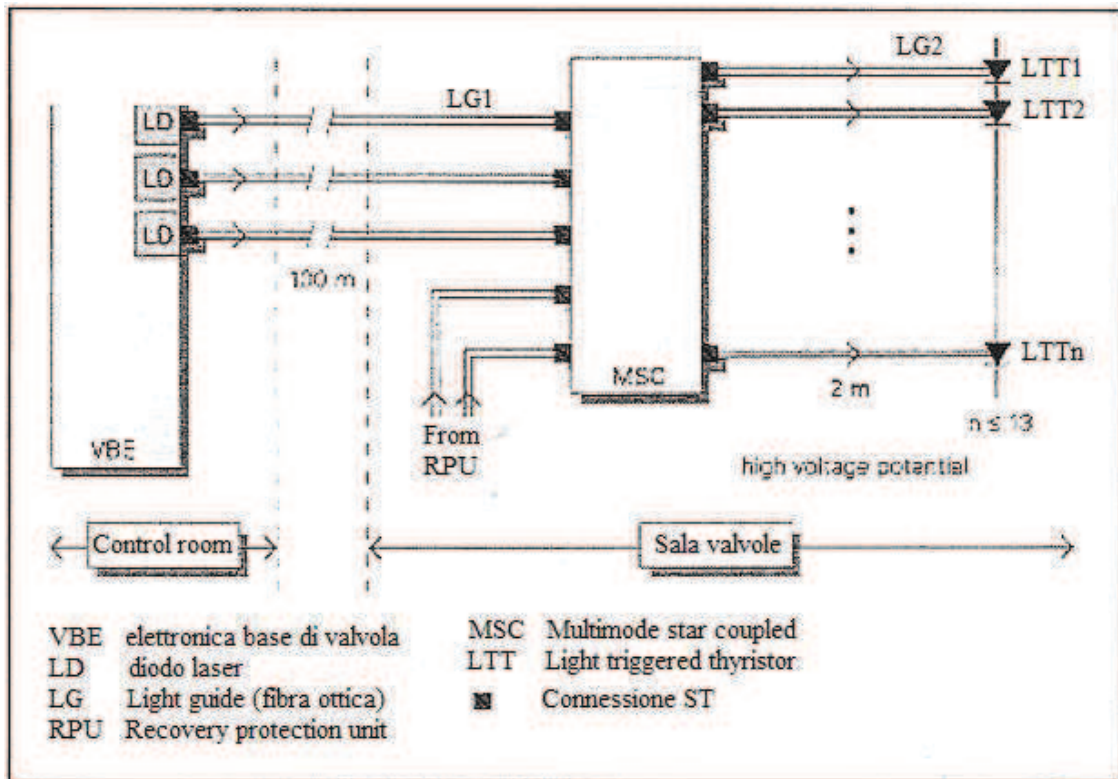 LG2
LTT1
LG1
LD
LTT2
LD
LD
100 m
LTTn
MSC
2 m
From
RPU
n ≤ 13
VBE
high voltage potential
Control room
Sala valvole
VBE elettronica base di valvola
LD diodo laser
LG Light guide (fibra ottica)
RPU Recovery protection unit
MSC Multimode star coupled
LTT Light triggered thyristor
Connessione ST